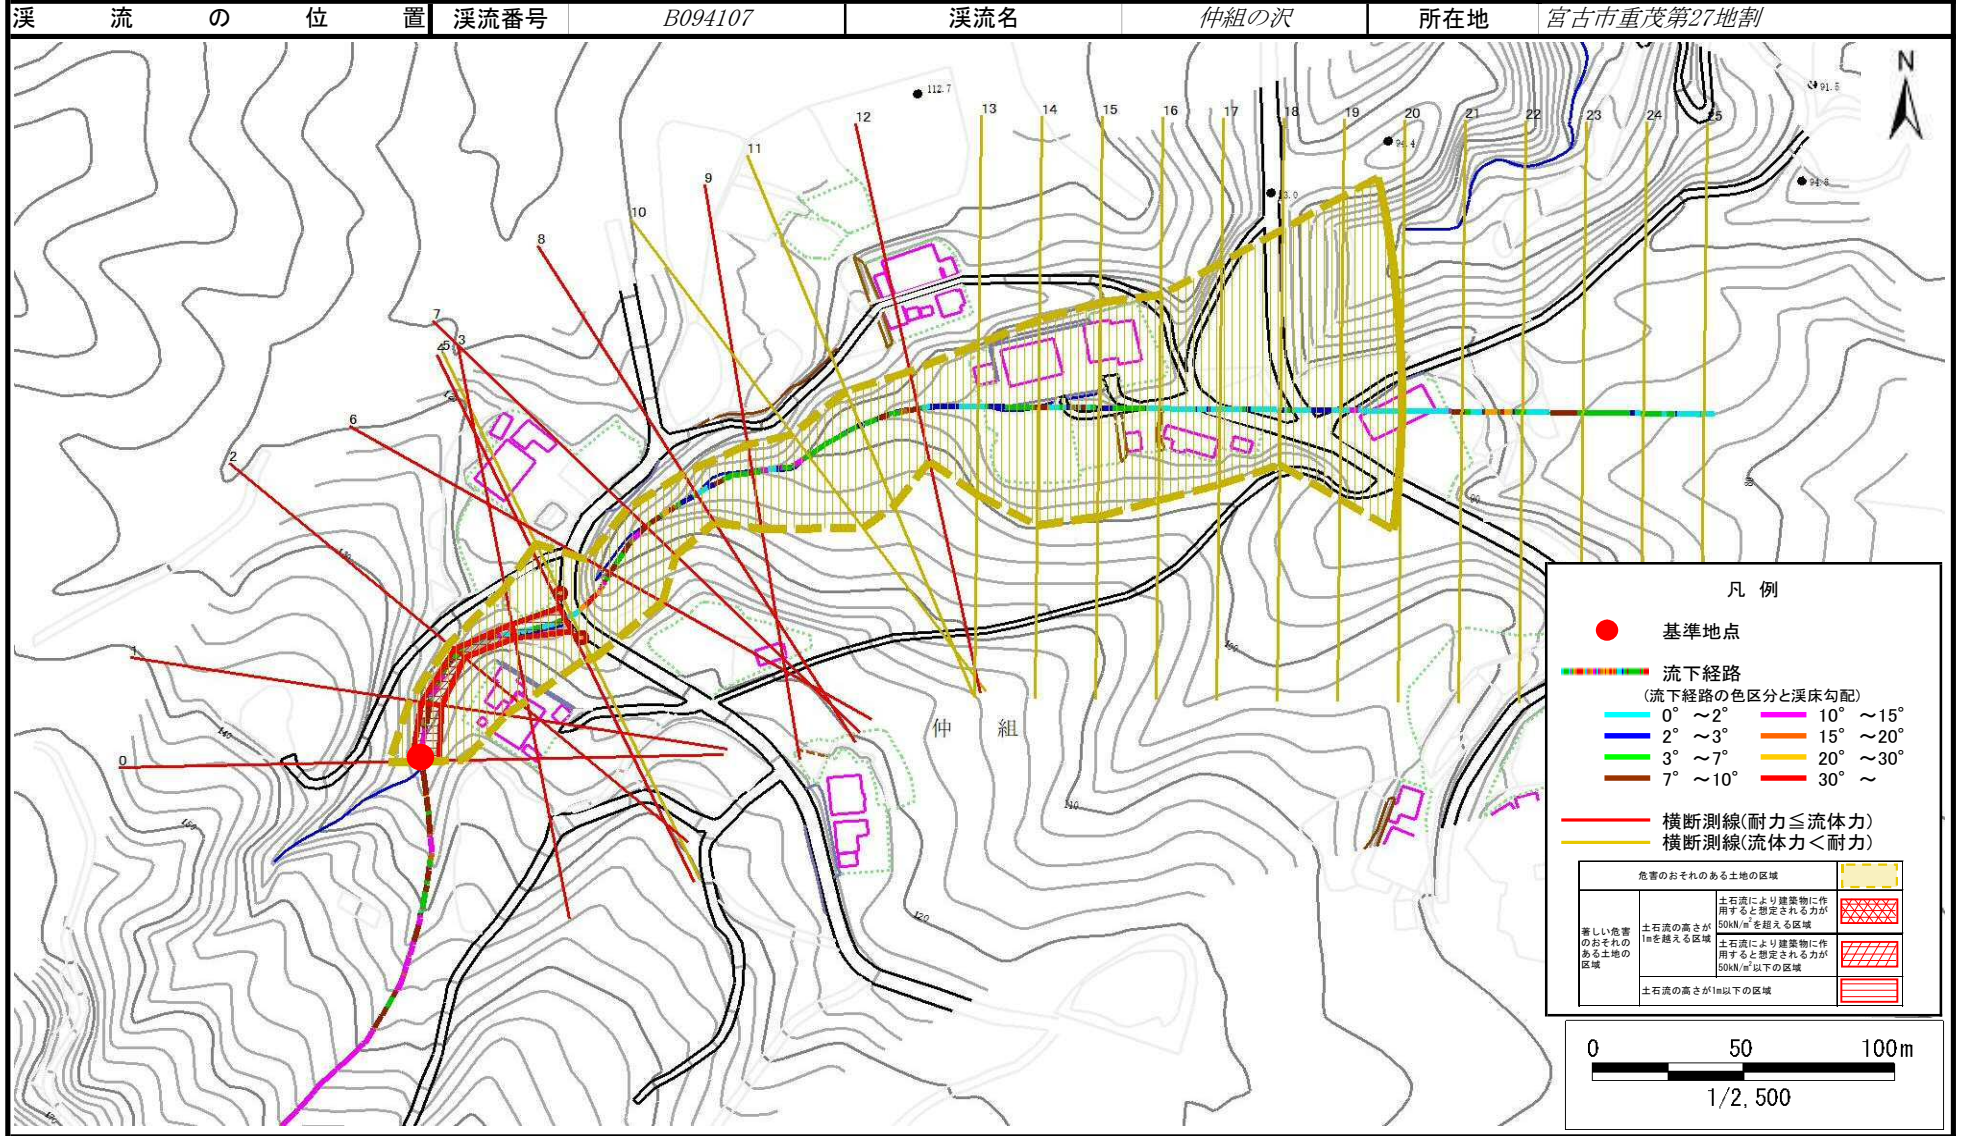 渓流の位置 渓流番号 B094107 渓流名 仲組の沢 所在地 宮古市重茂第27地割
N
112.7
91.5
94.8
12
13 14 15 16 17 18 19 20 21 22 23 24 25
11
9
10
8
7
3
6
2
1
0
仲組
140
110
120
凡例
基準地点
流下経路
(流下経路の色区分と渓床勾配)
0° ~2° 10° ~15°
2° ~3° 15° ~20°
3° ~7° 20° ~30°
7° ~10° 30° ~
横断測線(耐力≦流体力)
横断測線(流体力<耐力)
危害のおそれのある土地の区域
著しい危害
のおそれの
ある土地の
区域
土石流の高さが
1mを越える区域
土石流により建築物に作
用すると想定される力が
50kN/m²を超える区域
土石流により建築物に作
用すると想定される力が
50kN/m²以下の区域
土石流の高さが1m以下の区域
0 50 100m
1/2,500